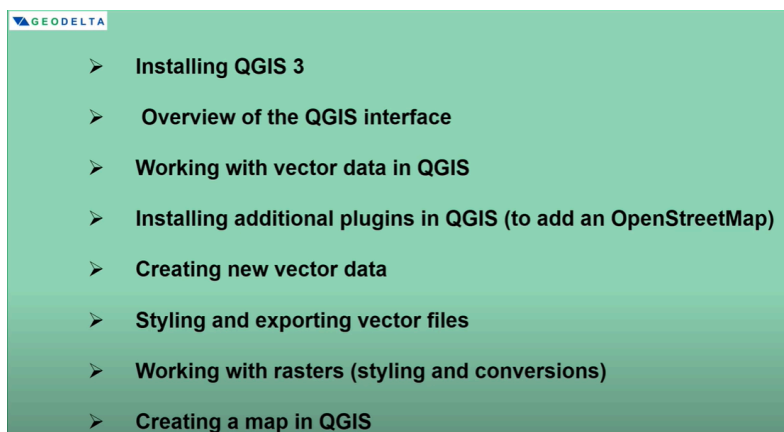 GEODELTA
➢ Installing QGIS 3
➢ Overview of the QGIS interface
➢ Working with vector data in QGIS
➢ Installing additional plugins in QGIS (to add an OpenStreetMap)
➢ Creating new vector data
➢ Styling and exporting vector files
➢ Working with rasters (styling and conversions)
➢ Creating a map in QGIS